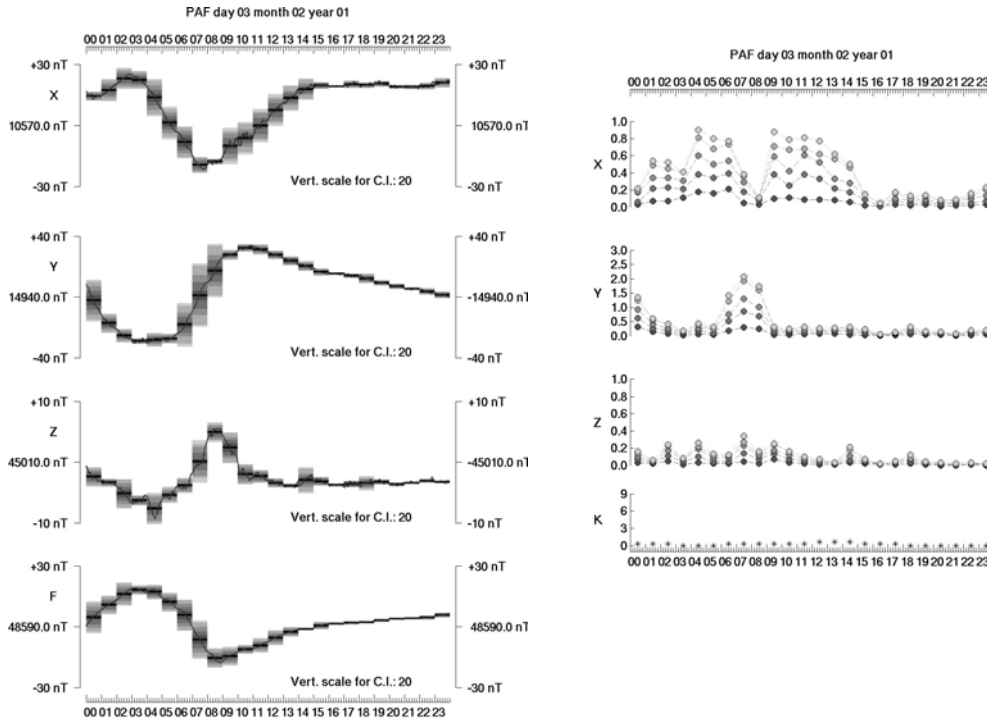 PAF day 03 month 02 year 01
00 01 02 03 04 05 06 07 08 09 10 11 12 13 14 15 16 17 18 19 20 21 22 23
+30 nT +30 nT
X
10570.0 nT 10570.0 nT
-30 nT -30 nT
Vert. scale for C.I.: 20
+40 nT +40 nT
Y
14940.0 nT -14940.0 nT
-40 nT -40 nT
Vert. scale for C.I.: 20
+10 nT +10 nT
Z
45010.0 nT -45010.0 nT
-10 nT -10 nT
Vert. scale for C.I.: 20
+30 nT +30 nT
F
48590.0 nT 48590.0 nT
-30 nT -30 nT
Vert. scale for C.I.: 20
00 01 02 03 04 05 06 07 08 09 10 11 12 13 14 15 16 17 18 19 20 21 22 23
PAF day 03 month 02 year 01
00 01 02 03 04 05 06 07 08 09 10 11 12 13 14 15 16 17 18 19 20 21 22 23
1.0
0.8
0.6
X
0.4
0.2
0.0
3.0
2.5
2.0
Y
1.5
1.0
0.5
0.0
1.0
0.8
0.6
Z
0.4
0.2
0.0
9
6
K
3
0
00 01 02 03 04 05 06 07 08 09 10 11 12 13 14 15 16 17 18 19 20 21 22 23